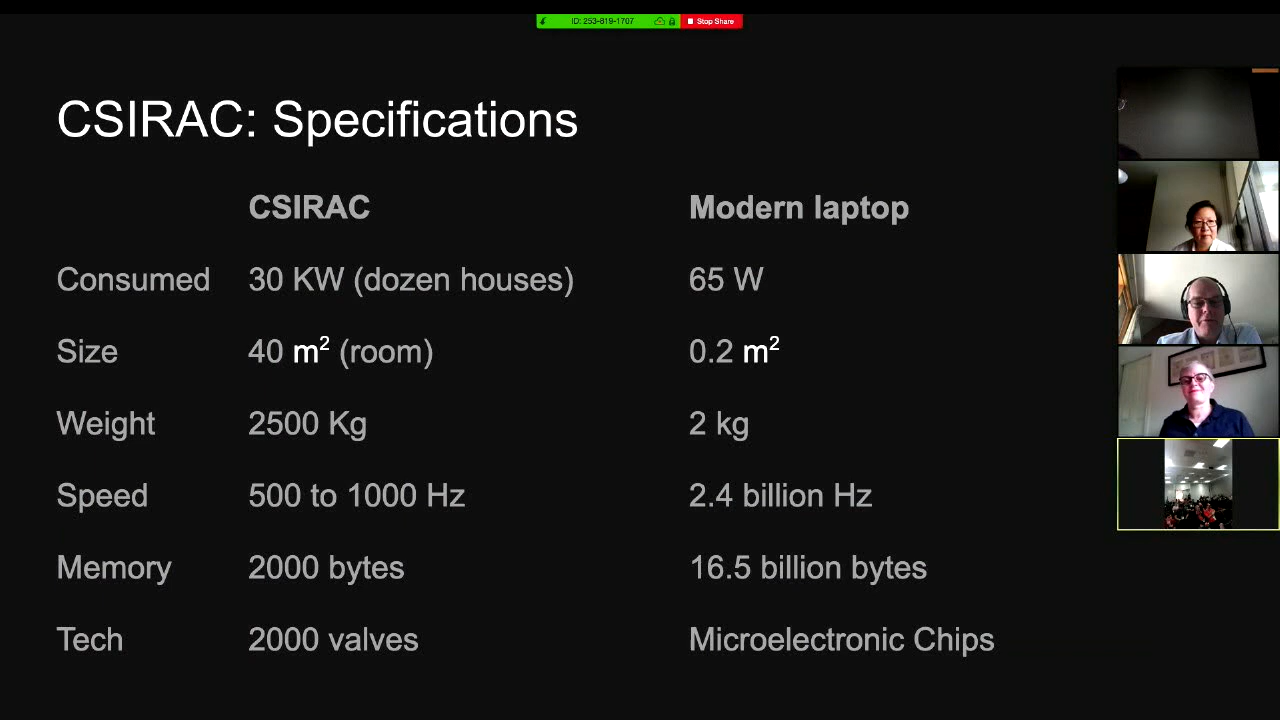 ID: 253-819-1707
Stop Share
CSIRAC: Specifications
CSIRAC Modern laptop
Consumed 30 KW (dozen houses) 65 W
Size 40 m² (room) 0.2 m²
Weight 2500 Kg 2 kg
Speed 500 to 1000 Hz 2.4 billion Hz
Memory 2000 bytes 16.5 billion bytes
Tech 2000 valves Microelectronic Chips